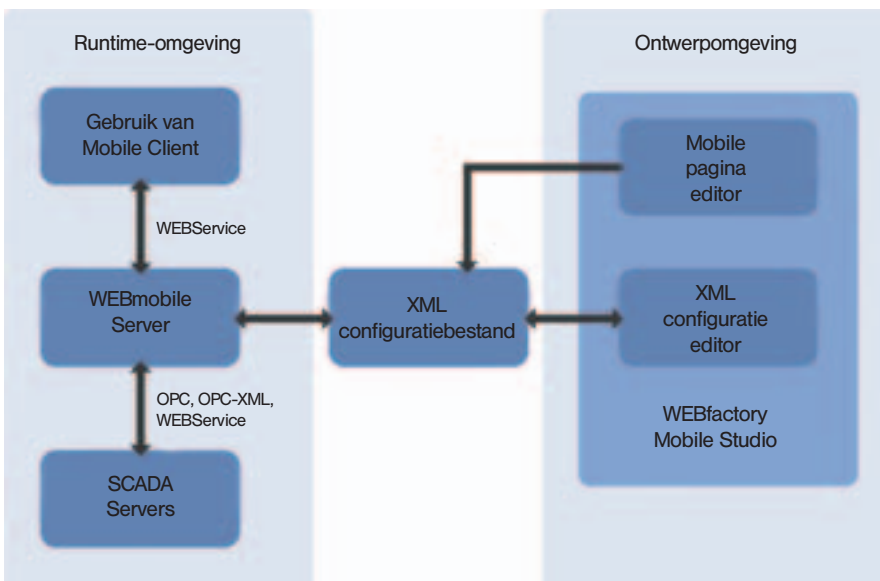 Runtime-omgeving
Gebruik van
Mobile Client
WEBService
WEBmobile
Server
OPC, OPC-XML,
WEBService
SCADA
Servers
XML
configuratiebestand
Ontwerpomgeving
Mobile
pagina
editor
XML
configuratie
editor
WEBfactory
Mobile Studio